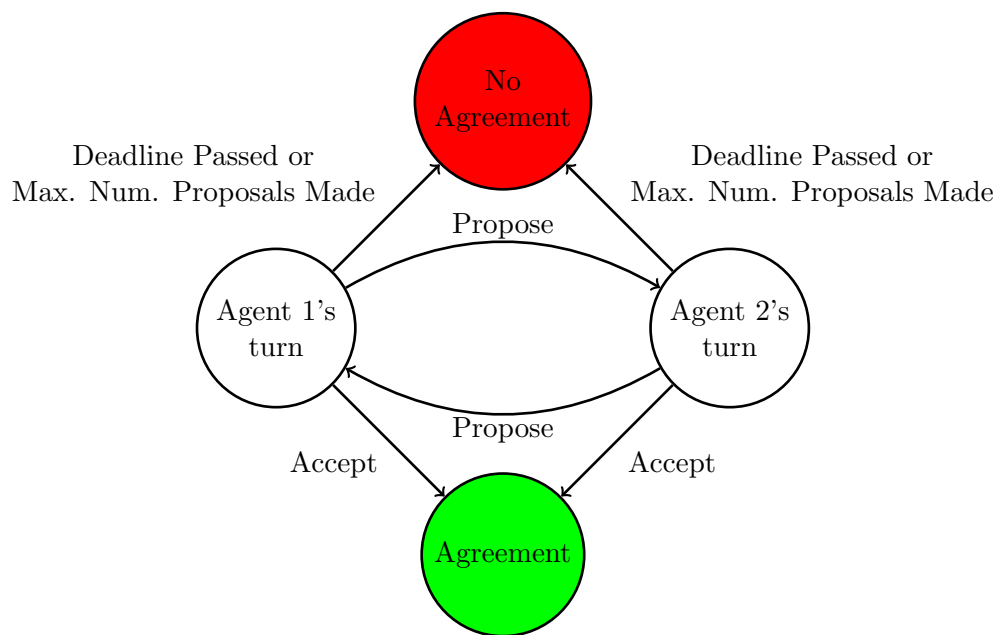 No
Agreement
Deadline Passed or
Max. Num. Proposals Made
Deadline Passed or
Max. Num. Proposals Made
Propose
Agent 1's
turn
Agent 2's
turn
Propose
Accept
Accept
Agreement